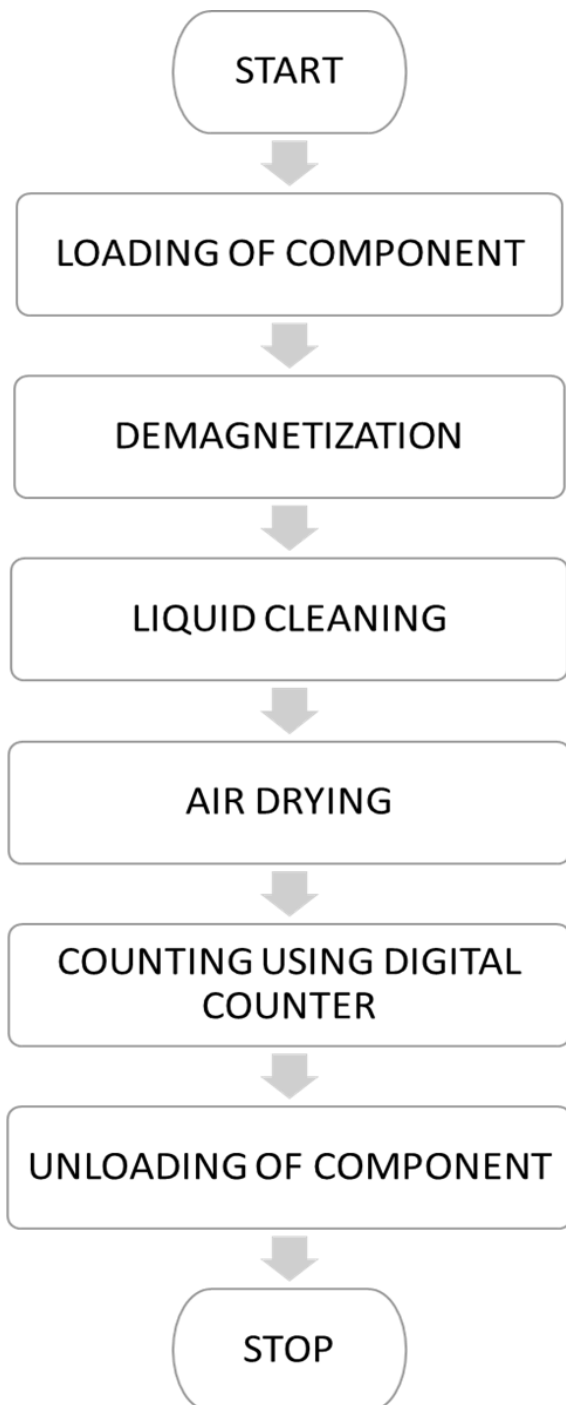 START
LOADING OF COMPONENT
DEMAGNETIZATION
LIQUID CLEANING
AIR DRYING
COUNTING USING DIGITAL
COUNTER
UNLOADING OF COMPONENT
STOP